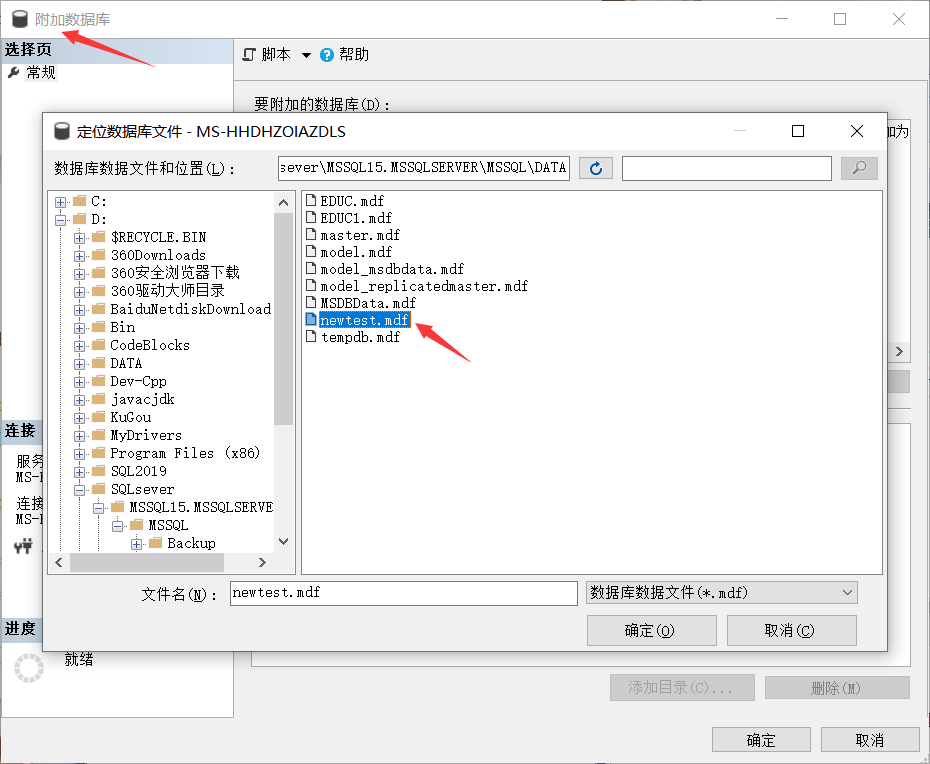 附加数据库
选择页
常规
脚本 帮助
要附加的数据库(D)：
加为
定位数据库文件 - MS-HHDHZOIAZDLS
数据库数据文件和位置(L)： sever\MSSQL15.MSSQLSERVER\MSSQL\DATA
C:
D:
$RECYCLE.BIN
360Downloads
360安全浏览器下载
360驱动大师目录
BaiduNetdiskDownload
Bin
CodeBlocks
DATA
Dev-Cpp
javacjdk
KuGou
MyDrivers
Program Files (x86)
SQL2019
SQLsever
MSSQL15.MSSQLSERVE
MSSQL
Backup
EDUC.mdf
EDUC1.mdf
master.mdf
model.mdf
model_msdbdata.mdf
model_replicatedmaster.mdf
MSDBData.mdf
newtest.mdf
tempdb.mdf
文件名(N)： newtest.mdf 数据库数据文件(*.mdf)
确定(O) 取消(C)
连接
服务
MS-H
连接
MS-H
进度
就绪
添加目录(C)... 删除(M)
确定 取消